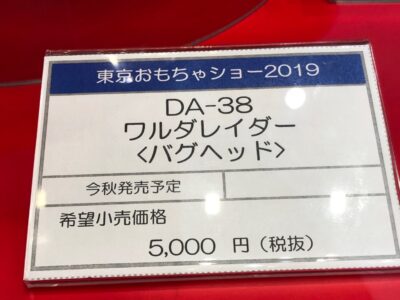 東京おもちゃショー2019
DA-38
ワルダレイダー
<バグヘッド>
今秋発売予定
希望小売価格
5,000 円(税抜)